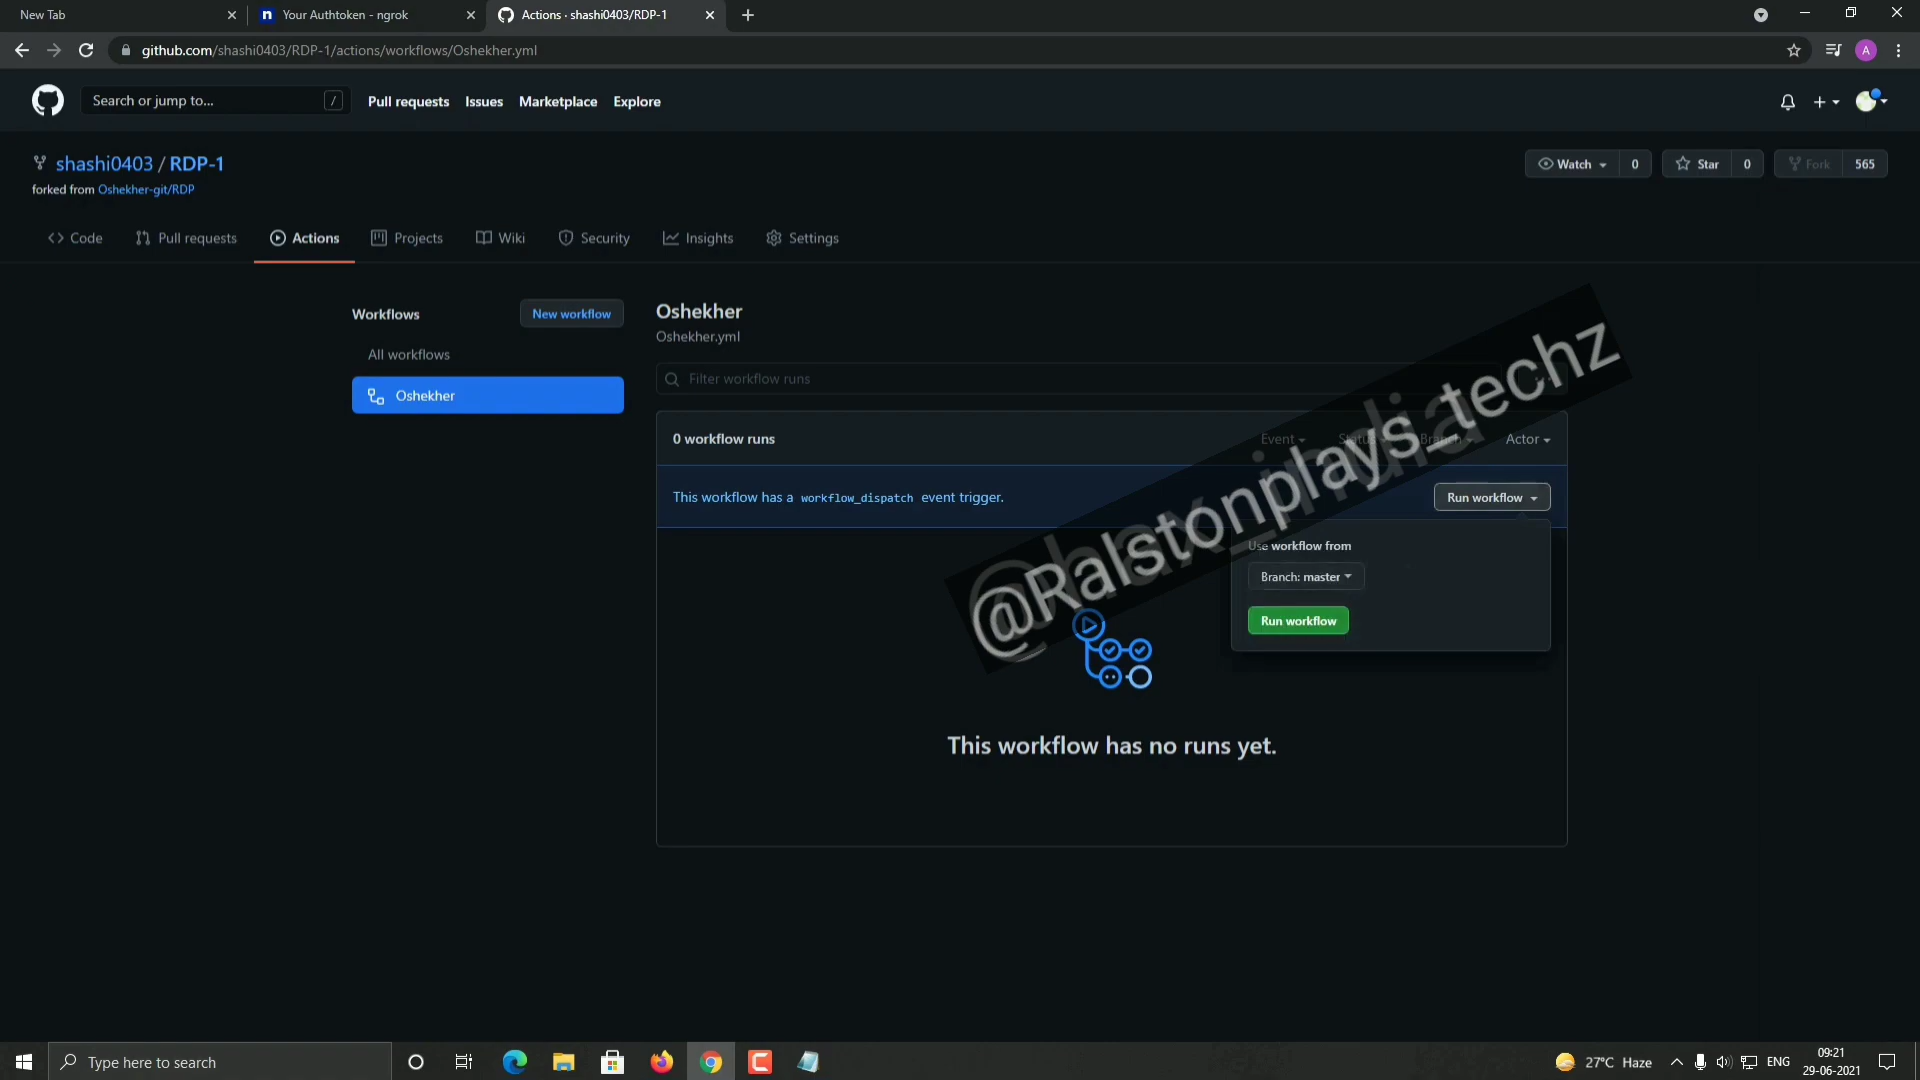 New Tab
Your Authtoken - ngrok
Actions · shashi0403/RDP-1
github.com/shashi0403/RDP-1/actions/workflows/Oshekher.yml
A
Search or jump to...
/
Pull requests
Issues
Marketplace
Explore
shashi0403 / RDP-1
forked from Oshekher-git/RDP
Watch
0
Star
0
Fork
565
Code
Pull requests
Actions
Projects
Wiki
Security
Insights
Settings
Workflows
New workflow
All workflows
Oshekher
Oshekher
Oshekher.yml
Filter workflow runs
0 workflow runs
Event
Status
Branch
Actor
This workflow has a workflow_dispatch event trigger.
Run workflow
Use workflow from
Branch: master
Run workflow
@Ralstonplays_techz
This workflow has no runs yet.
Type here to search
27°C Haze
ENG
09:21
29-06-2021